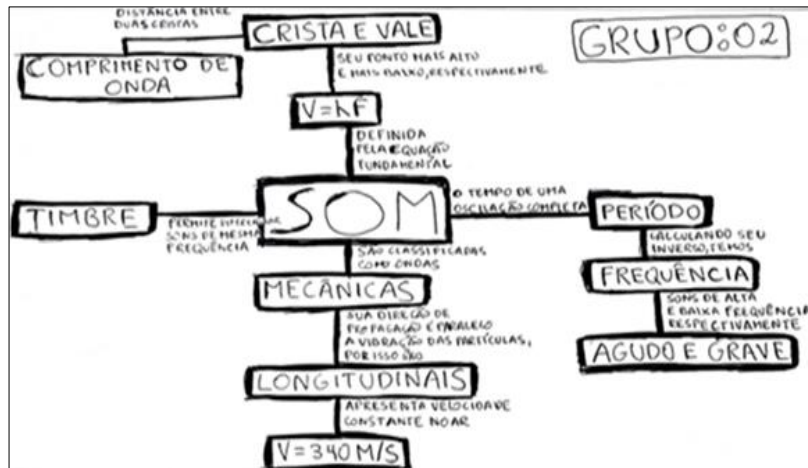 DISTÂNCIA ENTRE
DUAS CRISTAS
CRISTA E VALE
GRUPO:02
COMPRIMENTO DE
ONDA
SEU PONTO MAIS ALTO
E MAIS BAIXO, RESPECTIVAMENTE
V=λF
DEFINIDA
PELA EQUAÇÃO
FUNDAMENTAL
SOM
TIMBRE
PERMITE
SONS DE MESMA
FREQUÊNCIA
O TEMPO DE UMA
OSCILAÇÃO COMPLETA
PERÍODO
CALCULANDO SEU
INVERSO, TEMOS
FREQUÊNCIA
SONS DE ALTA
E BAIXA FREQUÊNCIA
RESPECTIVAMENTE
AGUDO E GRAVE
SÃO CLASSIFICADAS
COMO ONDAS
MECÂNICAS
SUA DIREÇÃO DE
PROPAGAÇÃO É PARALELO
A VIBRAÇÃO DAS PARTÍCULAS,
POR ISSO SÃO
LONGITUDINAIS
APRESENTA VELOCIDADE
CONSTANTE NO AR
V=340M/S